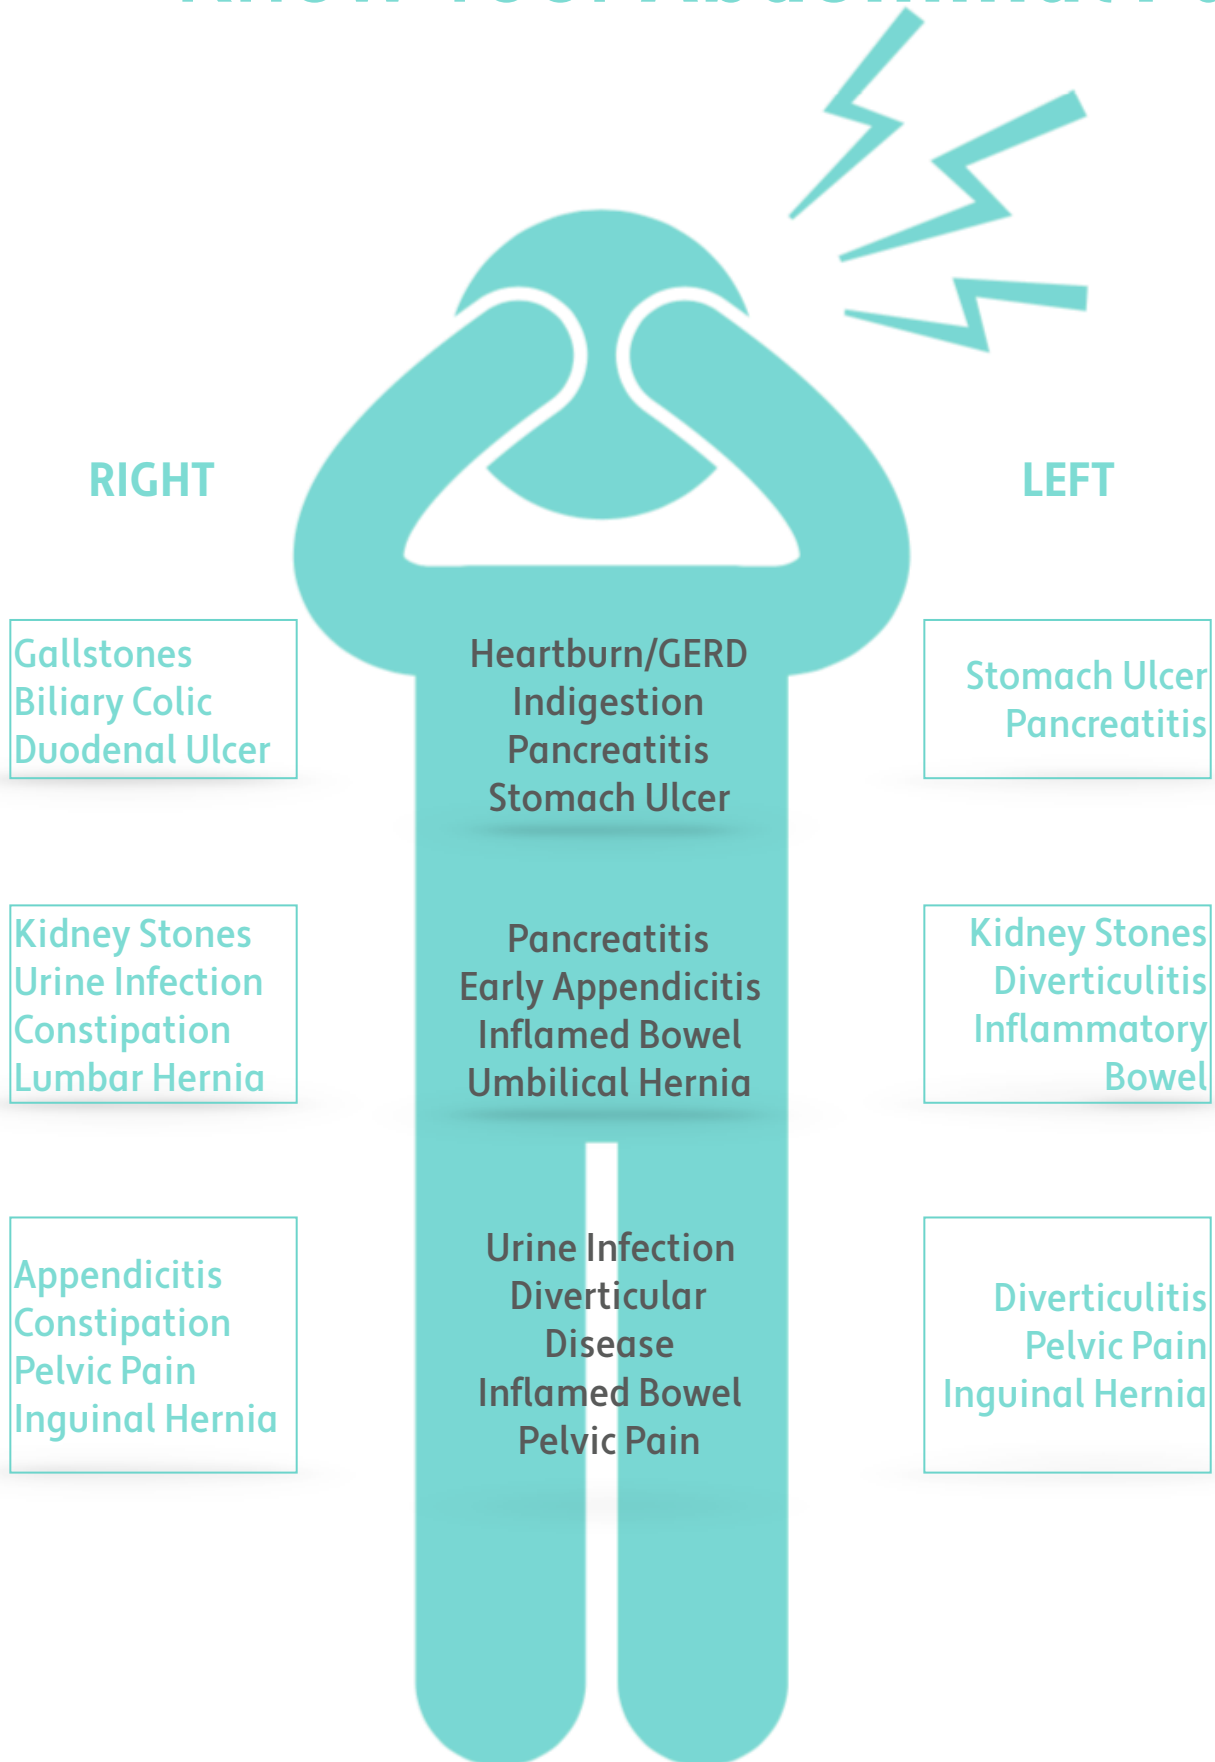 RIGHT
LEFT
Gallstones
Biliary Colic
Duodenal Ulcer
Heartburn/GERD
Indigestion
Pancreatitis
Stomach Ulcer
Stomach Ulcer
Pancreatitis
Kidney Stones
Urine Infection
Constipation
Lumbar Hernia
Pancreatitis
Early Appendicitis
Inflamed Bowel
Umbilical Hernia
Kidney Stones
Diverticulitis
Inflammatory
Bowel
Appendicitis
Constipation
Pelvic Pain
Inguinal Hernia
Urine Infection
Diverticular
Disease
Inflamed Bowel
Pelvic Pain
Diverticulitis
Pelvic Pain
Inguinal Hernia